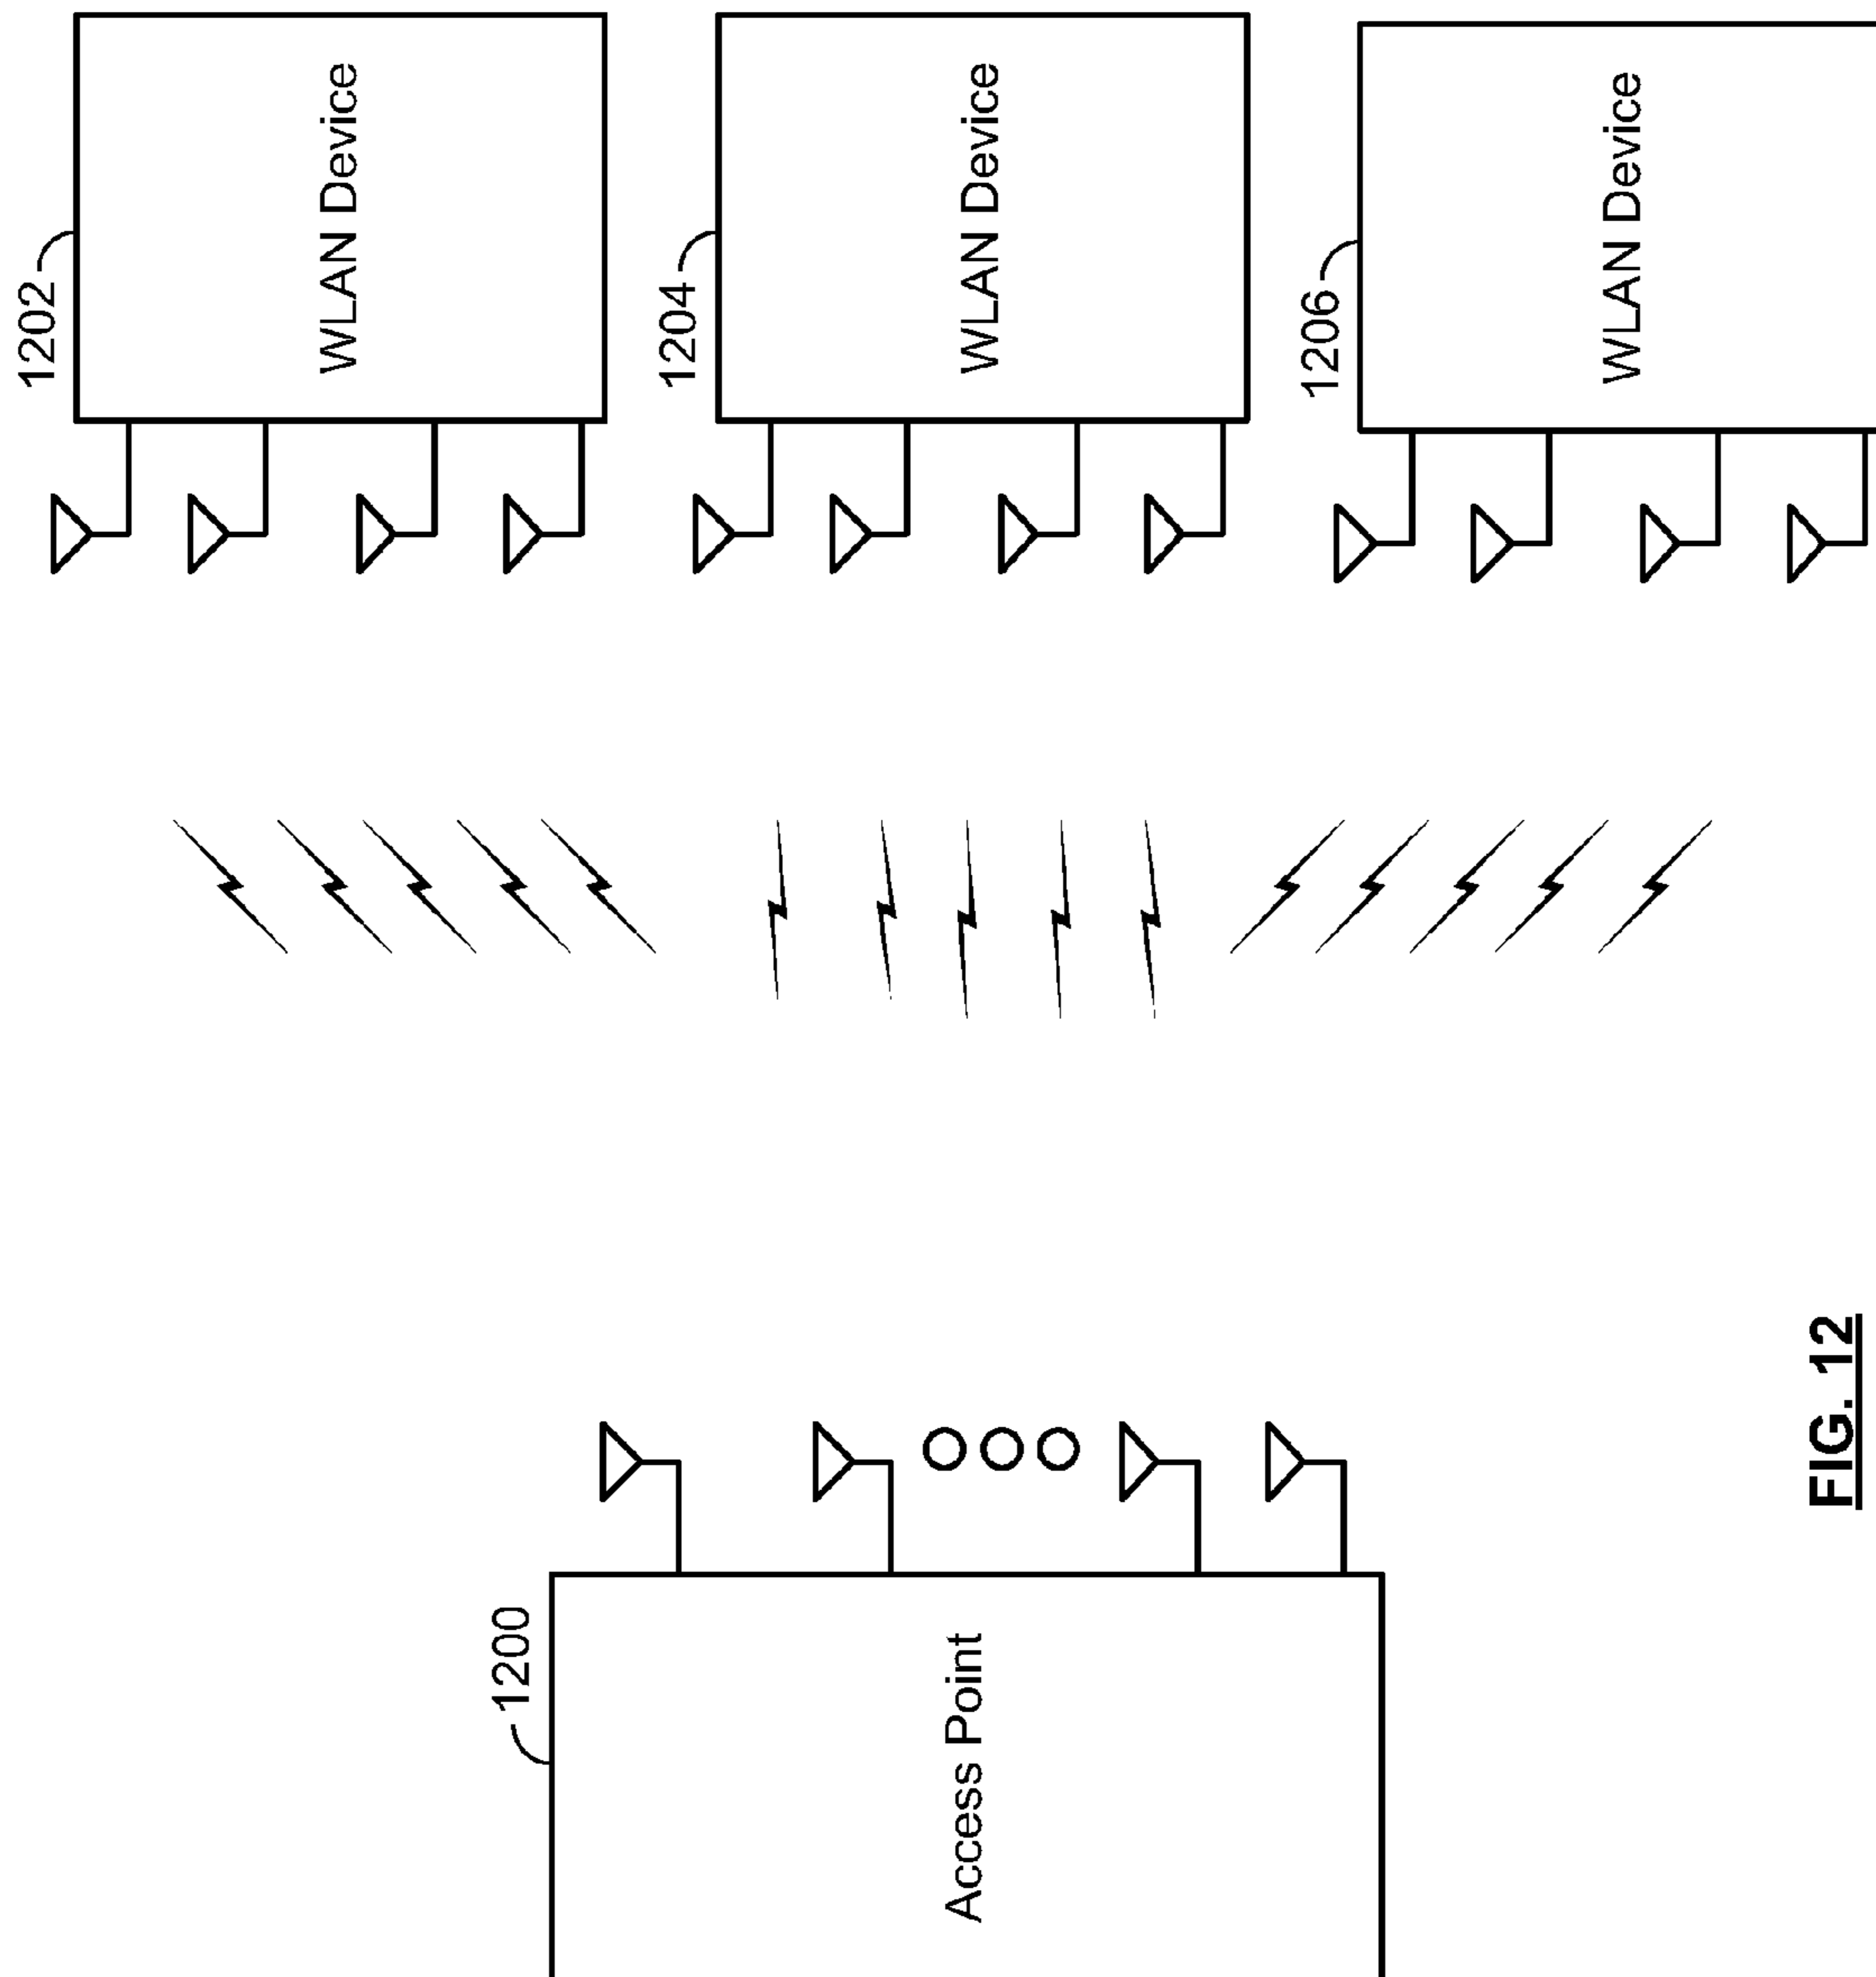 1200
Access Point
1202
WLAN Device
1204
WLAN Device
1206
WLAN Device
FIG. 12